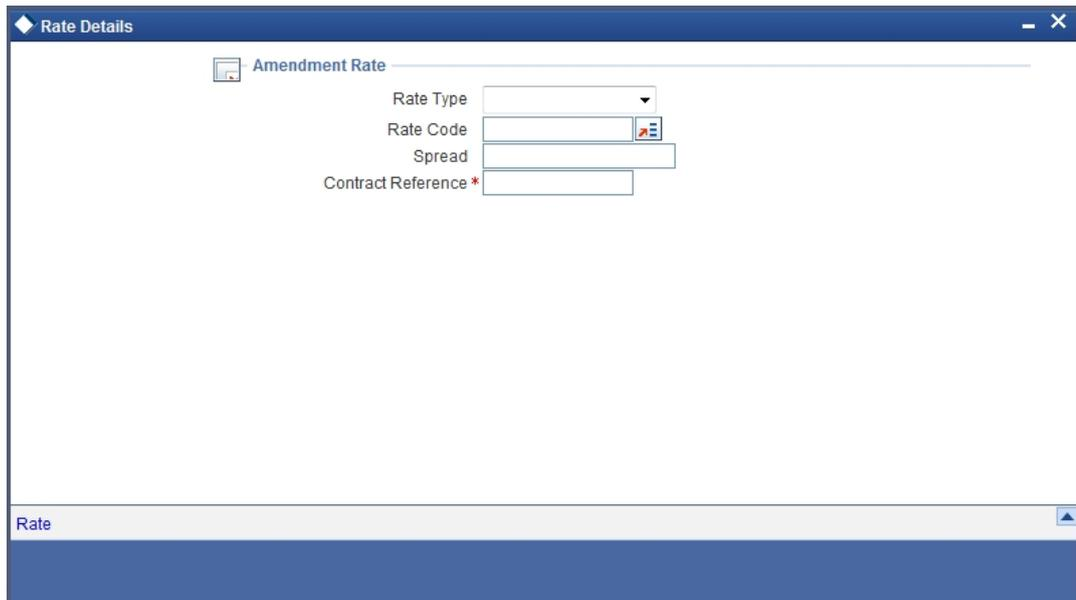 Rate Details
Amendment Rate
Rate Type
Rate Code
Spread
Contract Reference *
Rate